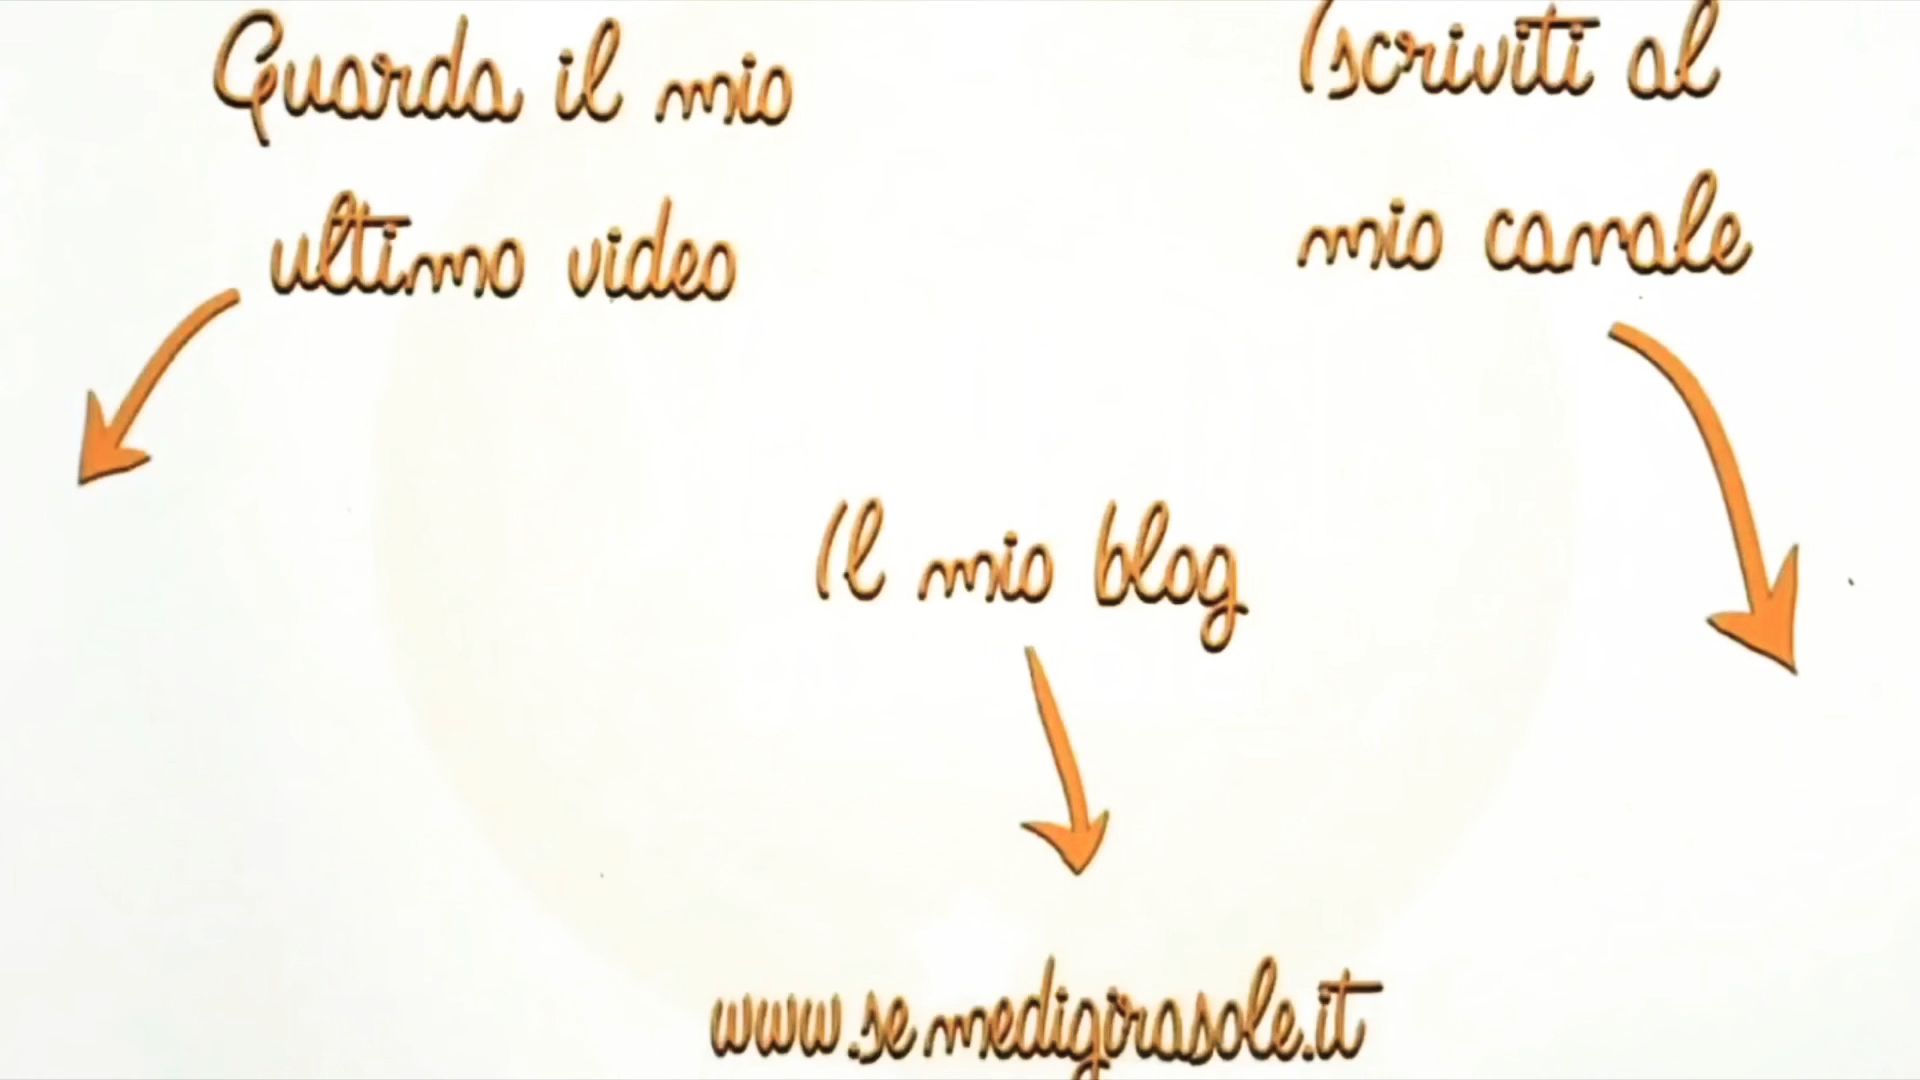 Guarda il mio
ultimo video
Iscriviti al
mio canale
Il mio blog
www.semedigirasole.it